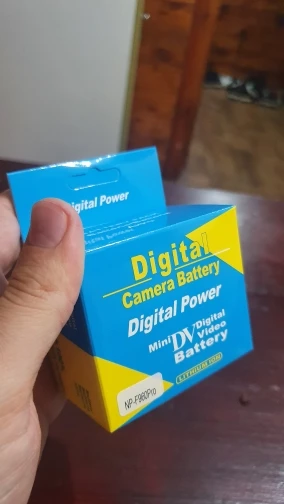 Digital Power
Digital
Camera Battery
Digital Power
Mini DV Digital Video
Battery
LITHIUM ION
NP-F960Pro